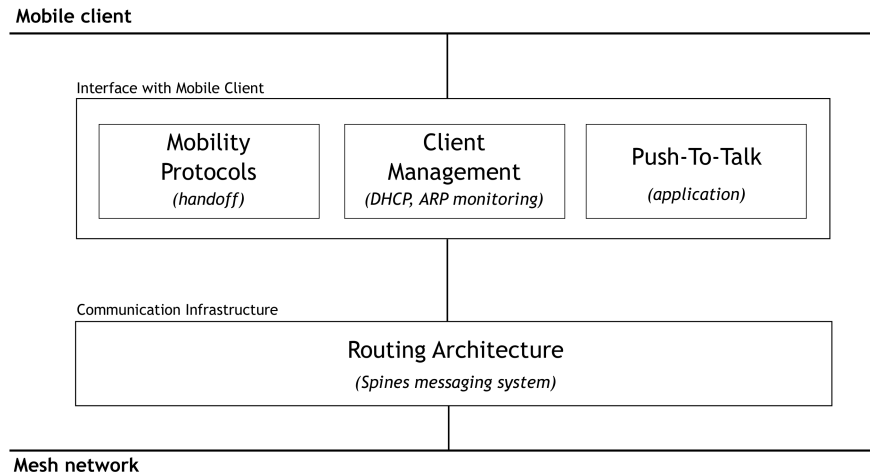 Mobile client
Interface with Mobile Client
Mobility
Protocols
(handoff)
Client
Management
(DHCP, ARP monitoring)
Push-To-Talk
(application)
Communication Infrastructure
Routing Architecture
(Spines messaging system)
Mesh network